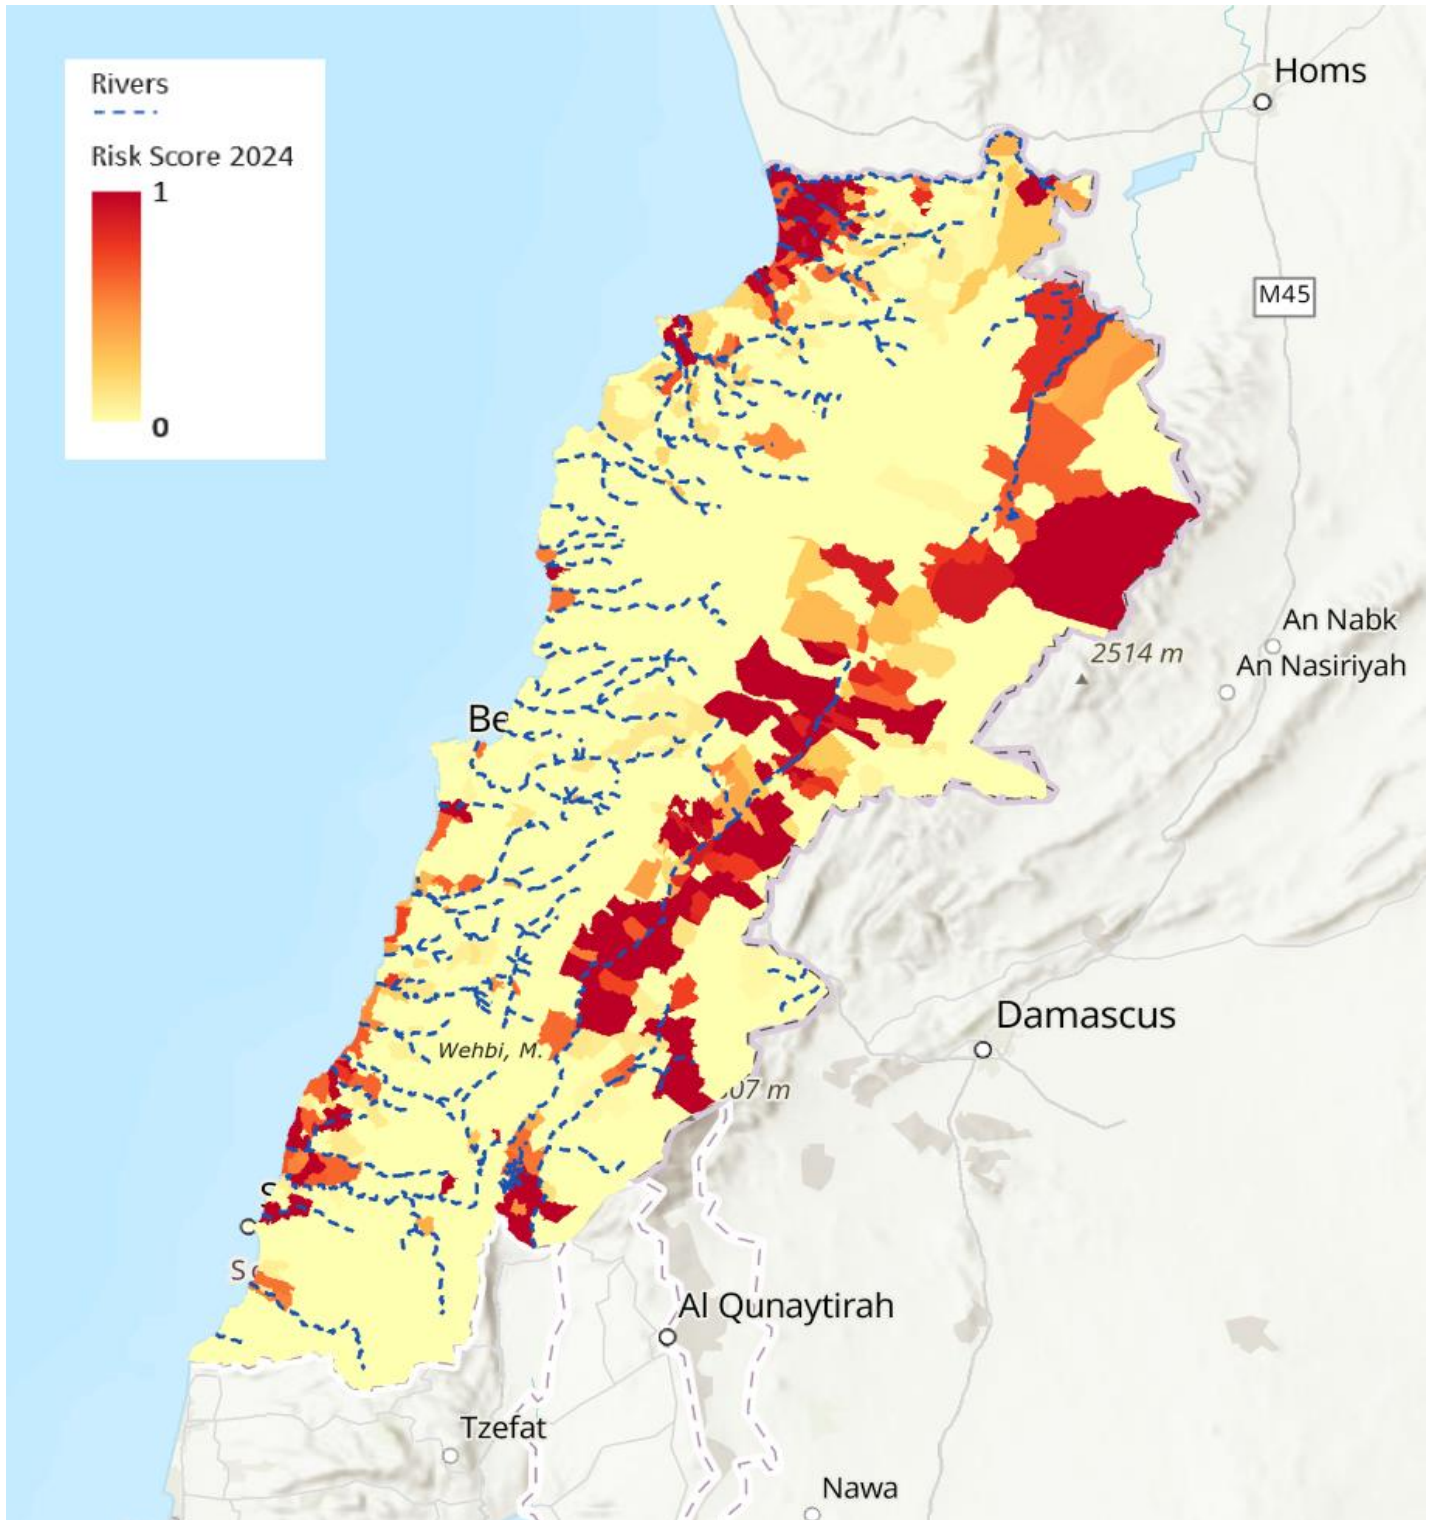 Rivers
Risk Score 2024
1
0
Homs
M45
An Nabk
2514 m
An Nasiriyah
Be
Damascus
Wehbi, M.
07 m
S
S
Al Qunaytirah
Tzefat
Nawa